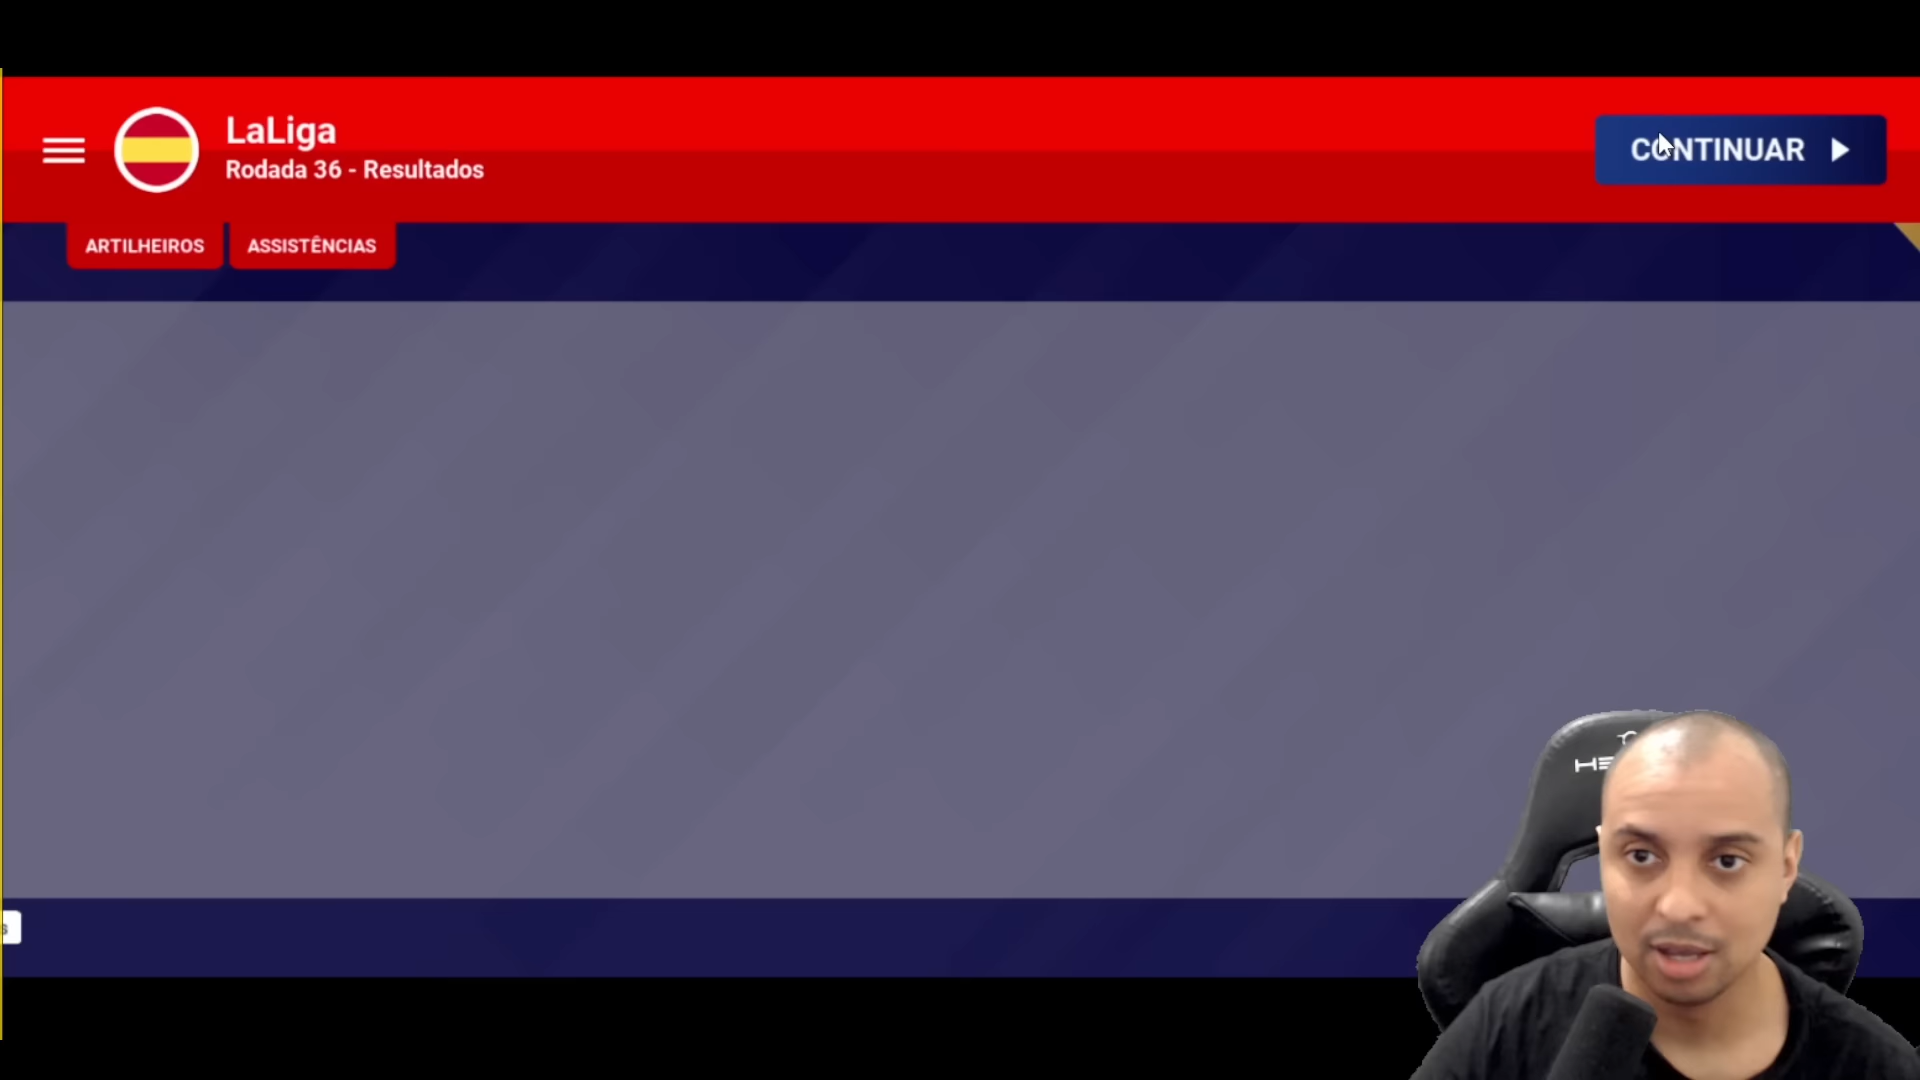 LaLiga
Rodada 36 - Resultados
CONTINUAR
ARTILHEIROS
ASSISTÊNCIAS
s